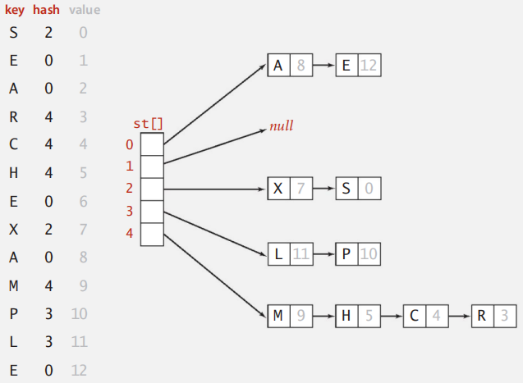 key hash value
S 2 0
E 0 1
A 0 2
R 4 3
C 4 4
H 4 5
E 0 6
X 2 7
A 0 8
M 4 9
P 3 10
L 3 11
E 0 12
st[]
0
1
2
3
4
A 8 E 12
null
X 7 S 0
L 11 P 10
M 9 H 5 C 4 R 3